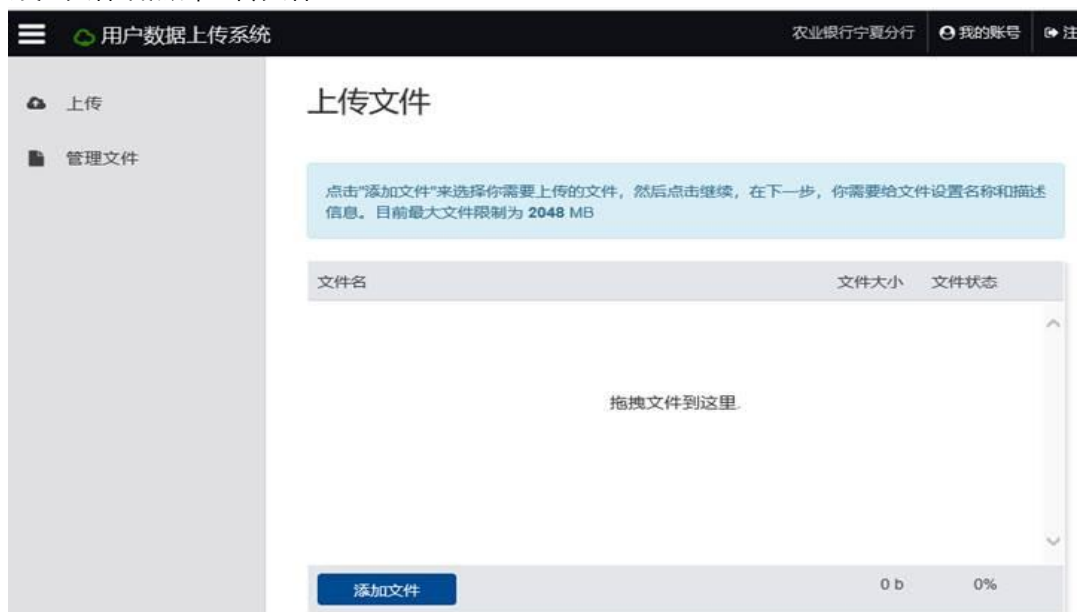 用户数据上传系统
农业银行宁夏分行 我的账号 注
上传
管理文件
上传文件
点击"添加文件"来选择你需要上传的文件，然后点击继续，在下一步，你需要给文件设置名称和描述
信息。目前最大文件限制为 2048 MB
文件名 文件大小 文件状态
拖拽文件到这里.
添加文件 0 b 0%